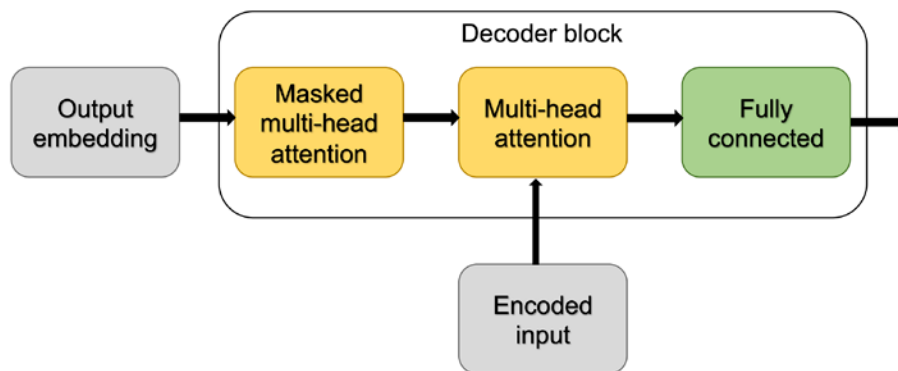 Decoder block
Output
embedding
Masked
multi-head
attention
Multi-head
attention
Fully
connected
Encoded
input